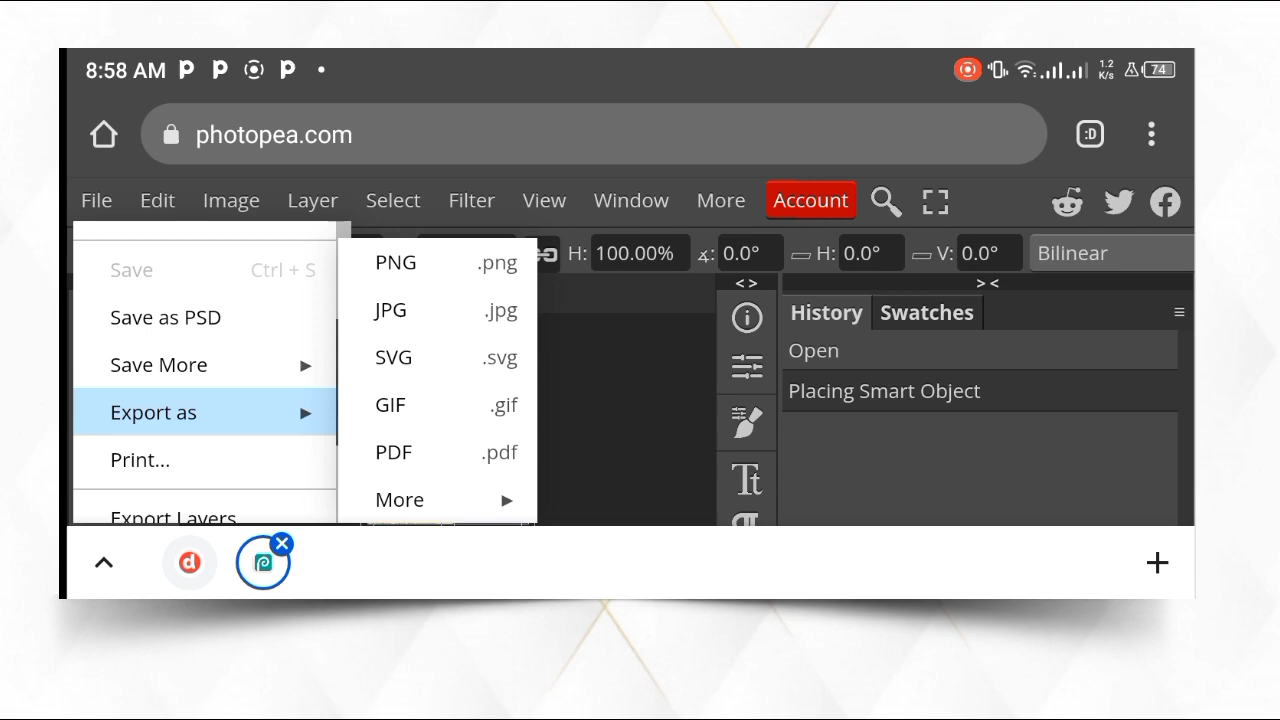 8:58 AM
1.2
K/s
74
photopea.com
:D
File Edit Image Layer Select Filter View Window More Account
H: 100.00% 0.0° H: 0.0° V: 0.0° Bilinear
< >
> <
Save Ctrl + S
Save as PSD
Save More
Export as
Print...
Export Layers
PNG .png
JPG .jpg
SVG .svg
GIF .gif
PDF .pdf
More
History Swatches
Open
Placing Smart Object
Tt
d